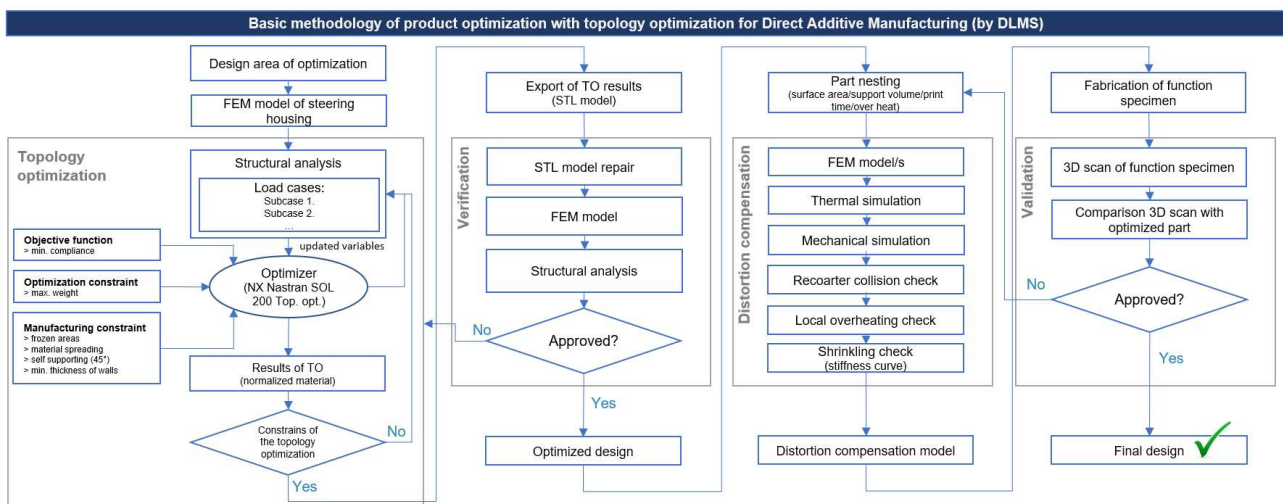 Basic methodology of product optimization with topology optimization for Direct Additive Manufacturing (by DLMS)
Design area of optimization
FEM model of steering
housing
Topology
optimization
Structural analysis
Load cases:
Subcase 1.
Subcase 2.
...
updated variables
Objective function
> min. compliance
Optimization constraint
> max. weight
Manufacturing constraint
> frozen areas
> material spreading
> self supporting (45°)
> min. thickness of walls
Optimizer
(NX Nastran SOL
200 Top. opt.)
Results of TO
(normalized material)
Constrains of
the topology
optimization
No
Yes
Export of TO results
(STL model)
Verification
STL model repair
FEM model
Structural analysis
Approved?
No
Yes
Optimized design
Part nesting
(surface area/support volume/print
time/over heat)
Distortion compensation
FEM model/s
Thermal simulation
Mechanical simulation
Recoarter collision check
Local overheating check
Shrinkling check
(stiffness curve)
Distortion compensation model
Fabrication of function
specimen
Validation
3D scan of function specimen
Comparison 3D scan with
optimized part
Approved?
No
Yes
Final design